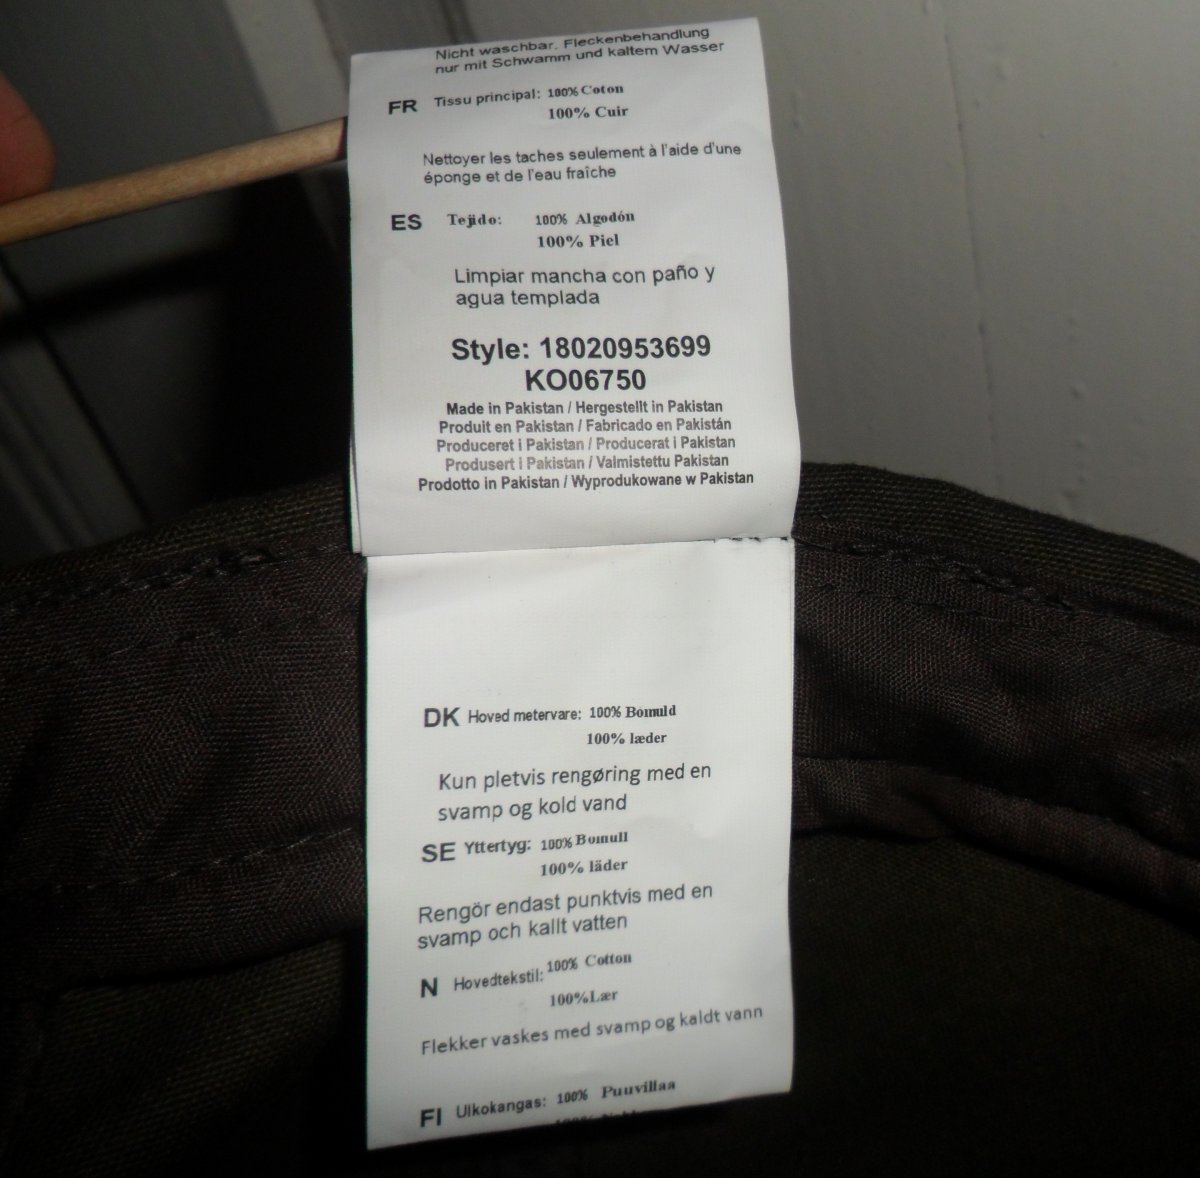 Nicht waschbar. Fleckenbehandlung
nur mit Schwamm und kaltem Wasser
FR Tissu principal: 100% Coton
100% Cuir
Nettoyer les taches seulement à l'aide d'une
éponge et de l'eau fraîche
ES Tejido: 100% Algodón
100% Piel
Limpiar mancha con paño y
agua templada
Style: 18020953699
KO06750
Made in Pakistan / Hergestellt in Pakistan
Produit en Pakistan / Fabricado en Pakistán
Produceret i Pakistan / Producerat i Pakistan
Produsert i Pakistan / Valmistettu Pakistan
Prodotto in Pakistan / Wyprodukowane w Pakistan
DK Hoved metervare: 100% Bomuld
100% læder
Kun pletvis rengøring med en
svamp og kold vand
SE Yttertyg: 100% Bomull
100% läder
Rengör endast punktvis med en
svamp och kallt vatten
N Hovedtekstil: 100% Cotton
100%Lær
Flekker vaskes med svamp og kaldt vann
FI Ulkokangas: 100% Puuvillaa